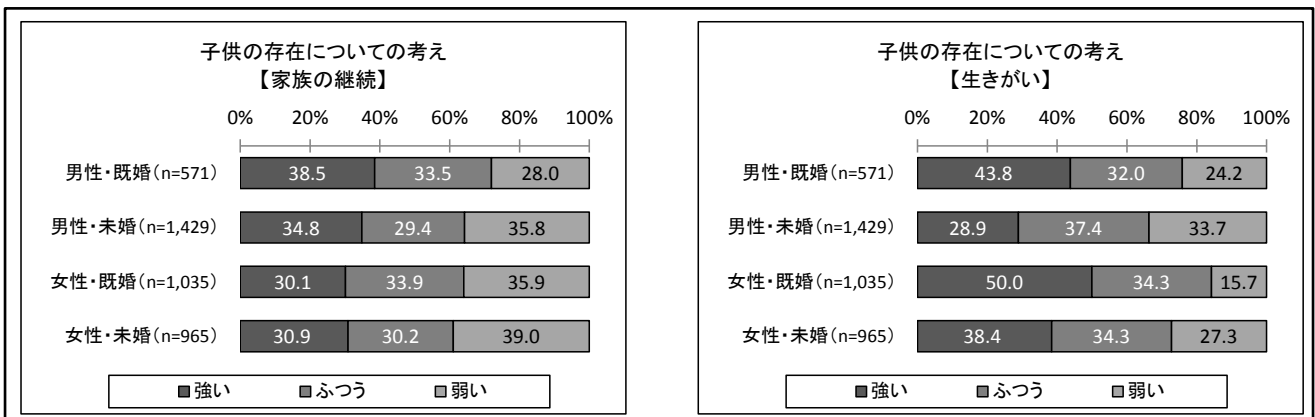 子供の存在についての考え
【家族の継続】
0% 20% 40% 60% 80% 100%
男性・既婚(n=571) 38.5 33.5 28.0
男性・未婚(n=1,429) 34.8 29.4 35.8
女性・既婚(n=1,035) 30.1 33.9 35.9
女性・未婚(n=965) 30.9 30.2 39.0
■強い ■ふつう ■弱い
子供の存在についての考え
【生きがい】
0% 20% 40% 60% 80% 100%
男性・既婚(n=571) 43.8 32.0 24.2
男性・未婚(n=1,429) 28.9 37.4 33.7
女性・既婚(n=1,035) 50.0 34.3 15.7
女性・未婚(n=965) 38.4 34.3 27.3
■強い ■ふつう ■弱い